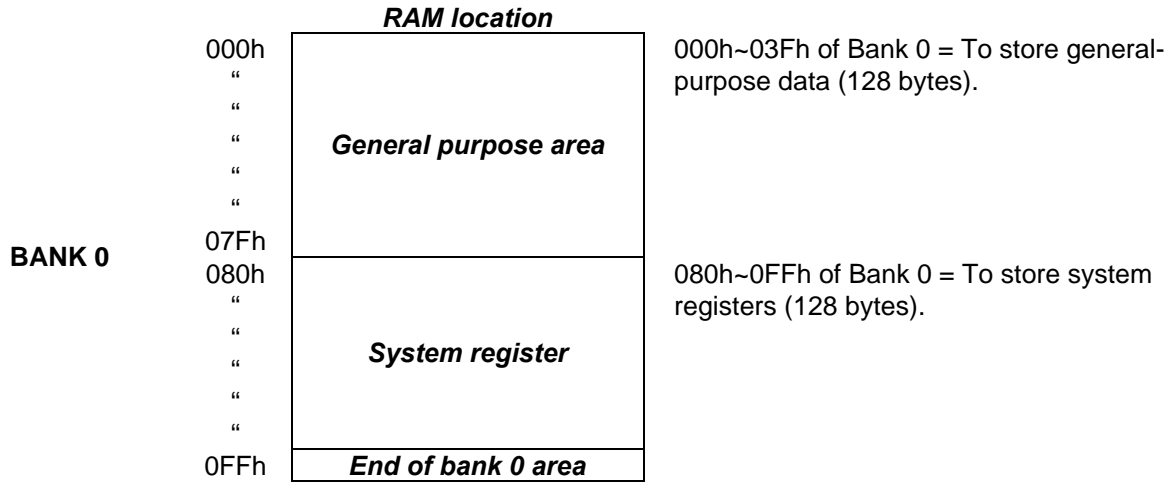 RAM location
000h
“
“
“
“
“
07Fh
General purpose area
000h~03Fh of Bank 0 = To store general-
purpose data (128 bytes).
BANK 0
080h
“
“
“
“
“
0FFh
System register
End of bank 0 area
080h~0FFh of Bank 0 = To store system
registers (128 bytes).